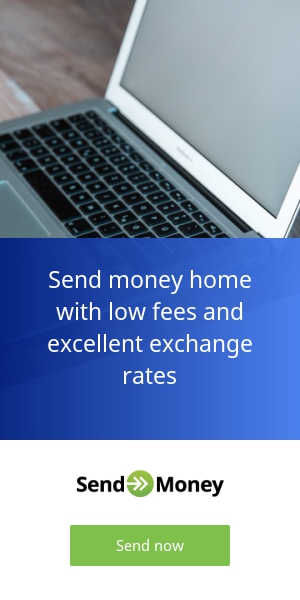 Send money home
with low fees and
excellent exchange
rates
Send Money
Send now